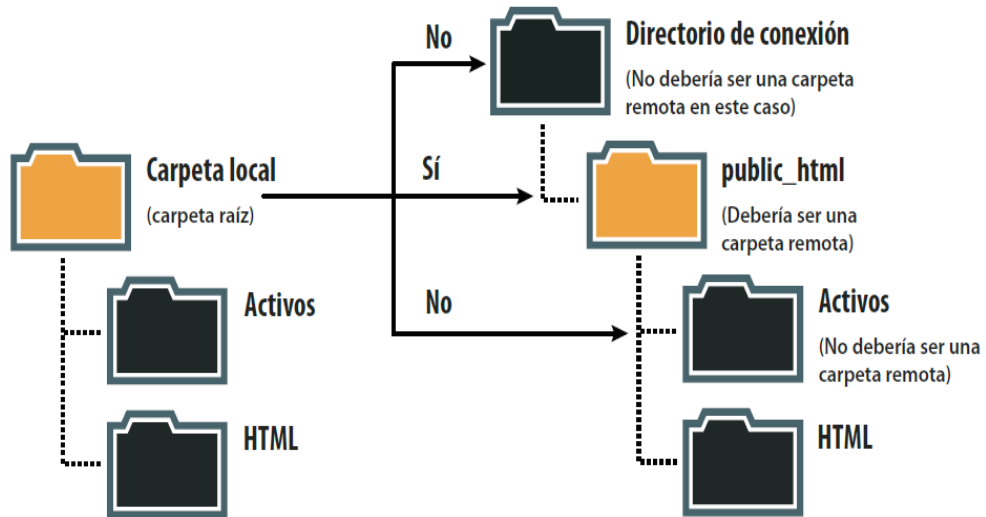 No
Directorio de conexión
(No debería ser una carpeta
remota en este caso)
Carpeta local
(carpeta raíz)
Sí
public_html
(Debería ser una
carpeta remota)
Activos
No
Activos
(No debería ser una
carpeta remota)
HTML
HTML